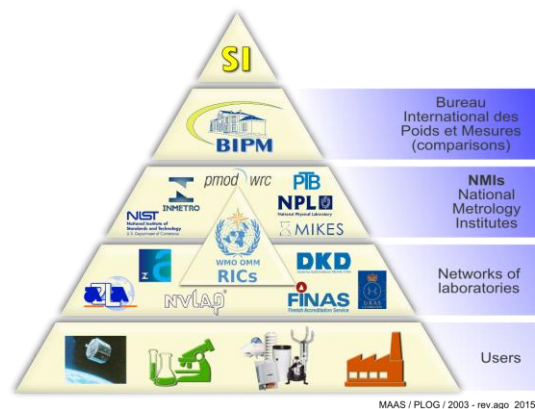 SI
Bureau
International des
Poids et Mesures
(comparisons)
BIPM
pmod wrc
PTB
INMETRO
NPL
National Physical Laboratory
NIST
National Institute of
Standards and Technology
U.S. Department of Commerce
MIKES
NMIs
National
Metrology
Institutes
WMO OMM
RICs
DKD
NVLAP
FINAS
Finnish Accreditation Service
UKAS
Networks of
laboratories
Users
MAAS / PLOG / 2003 - rev.ago 2015